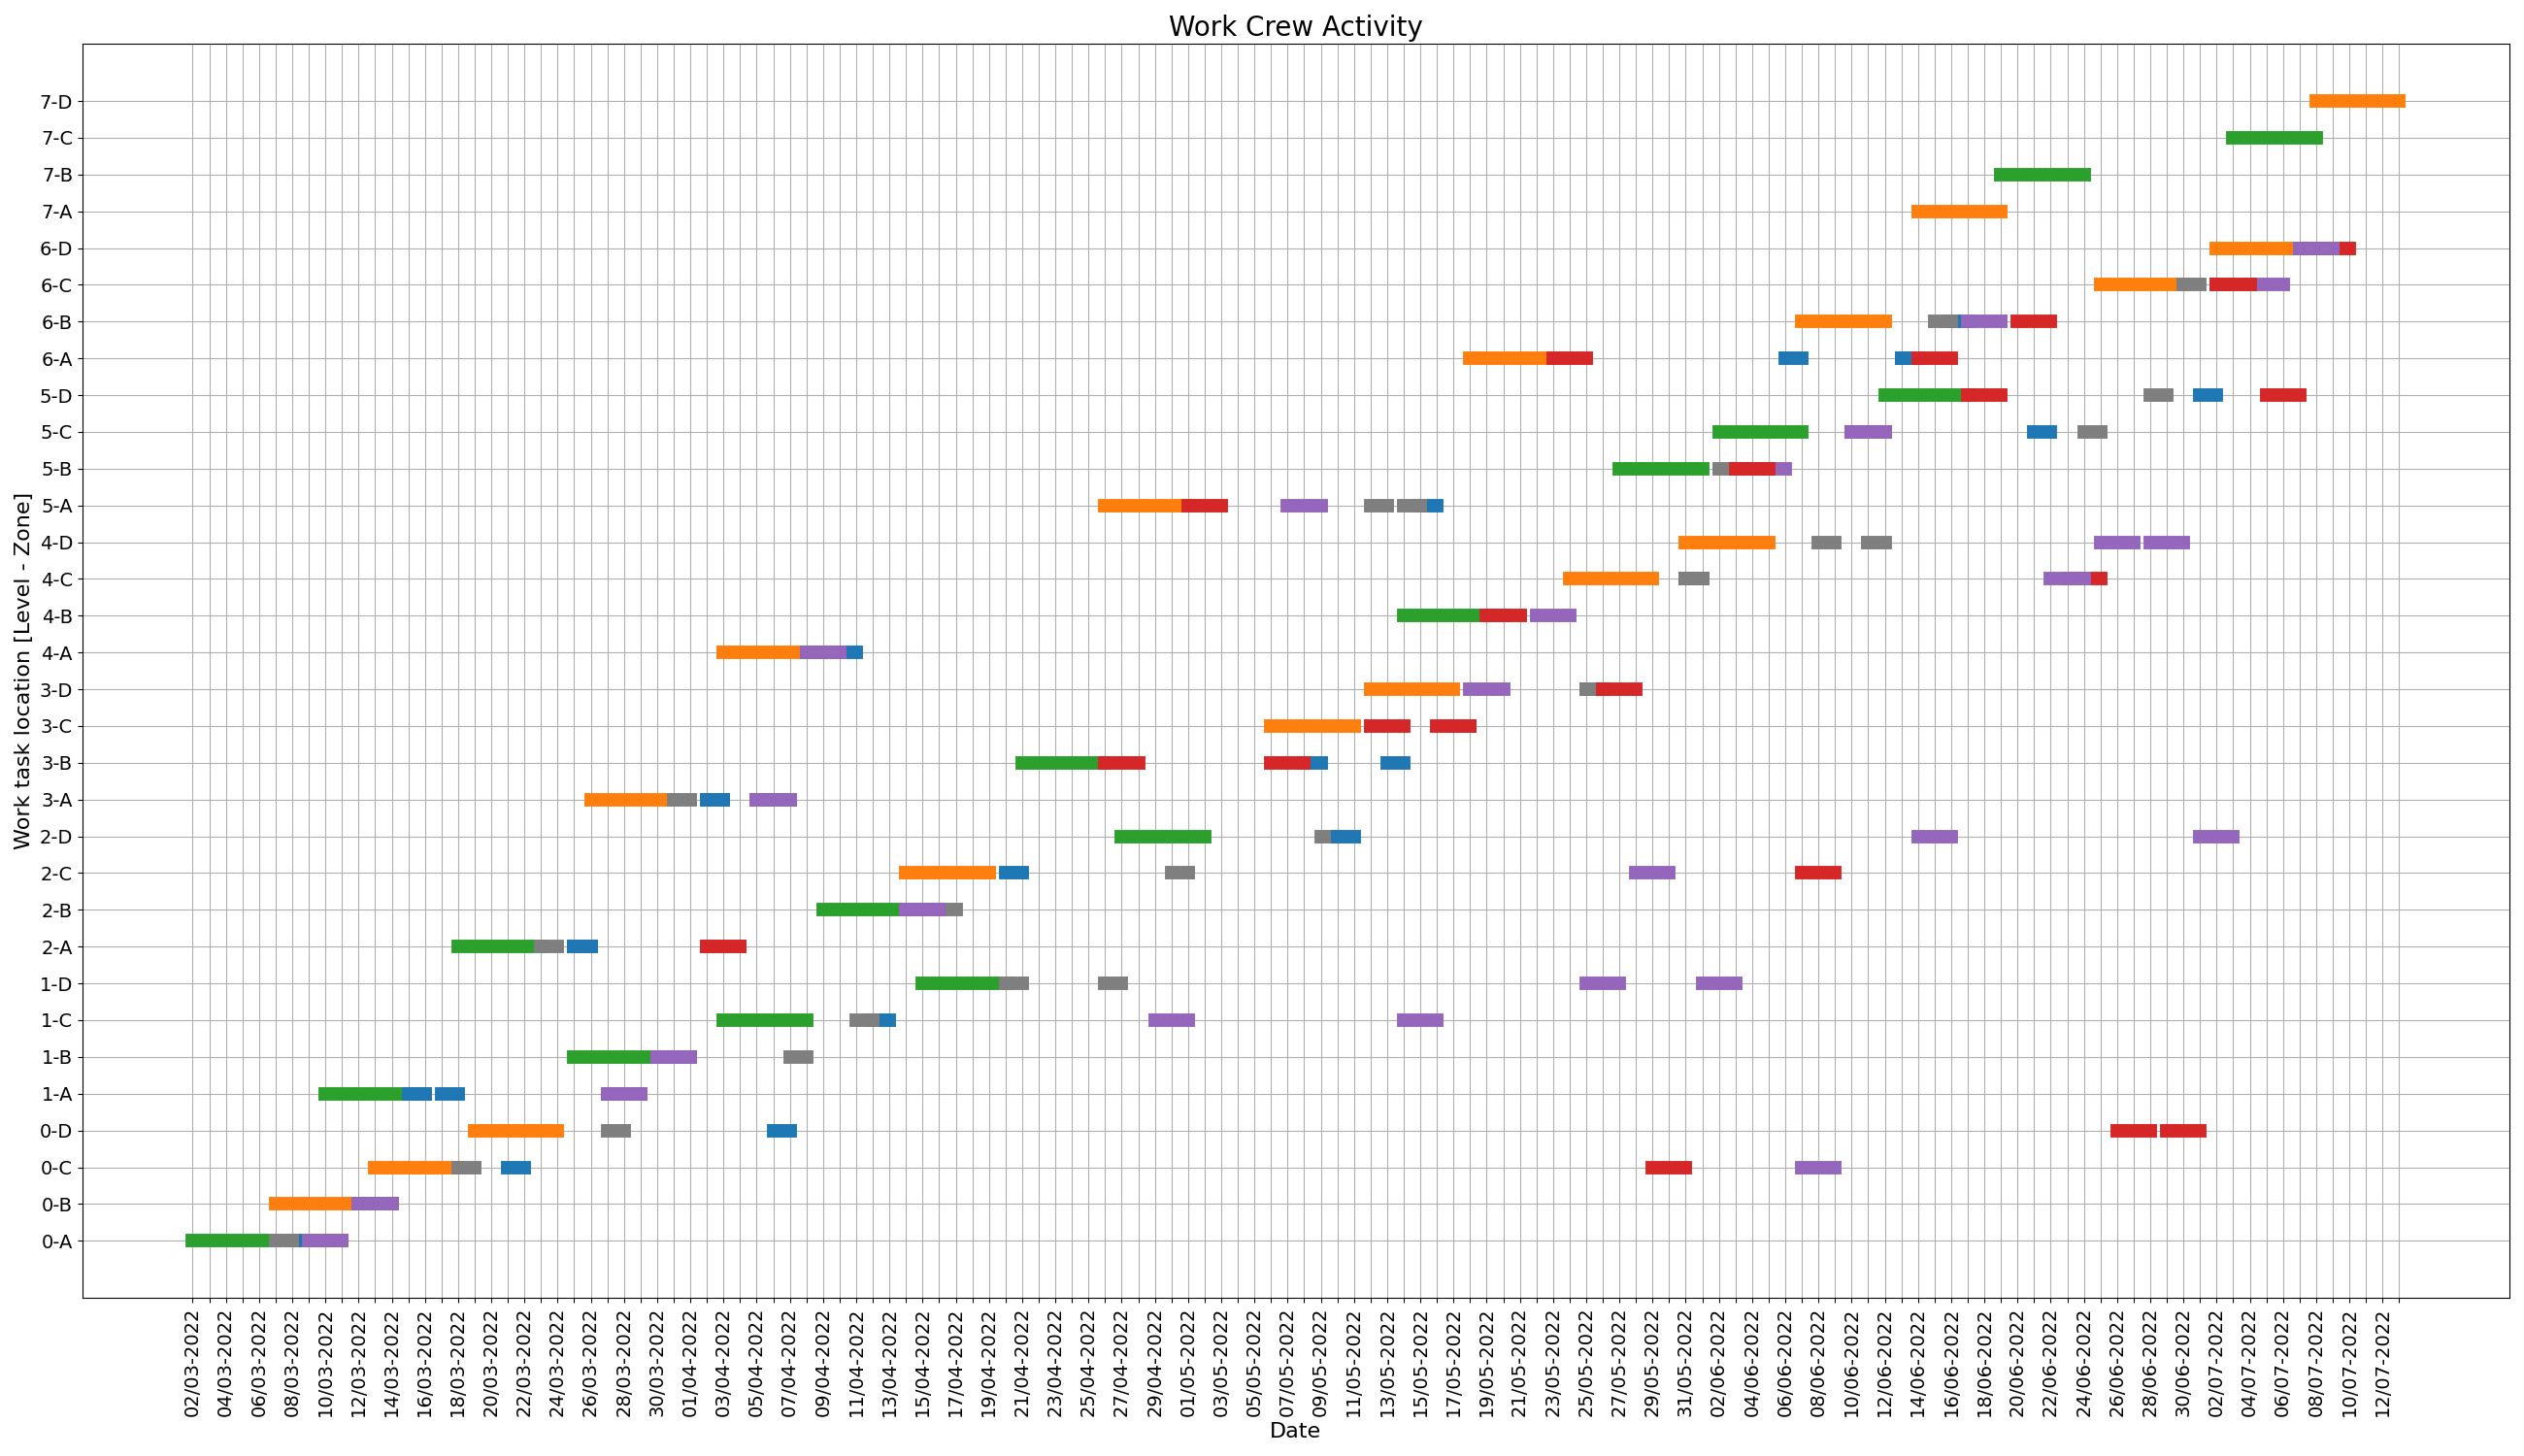 Work Crew Activity
Work task location [Level - Zone]
7-D
7-C
7-B
7-A
6-D
6-C
6-B
6-A
5-D
5-C
5-B
5-A
4-D
4-C
4-B
4-A
3-D
3-C
3-B
3-A
2-D
2-C
2-B
2-A
1-D
1-C
1-B
1-A
0-D
0-C
0-B
0-A
02/03-2022
04/03-2022
06/03-2022
08/03-2022
10/03-2022
12/03-2022
14/03-2022
16/03-2022
18/03-2022
20/03-2022
22/03-2022
24/03-2022
26/03-2022
28/03-2022
30/03-2022
01/04-2022
03/04-2022
05/04-2022
07/04-2022
09/04-2022
11/04-2022
13/04-2022
15/04-2022
17/04-2022
19/04-2022
21/04-2022
23/04-2022
25/04-2022
27/04-2022
29/04-2022
01/05-2022
03/05-2022
05/05-2022
07/05-2022
09/05-2022
11/05-2022
13/05-2022
15/05-2022
17/05-2022
19/05-2022
21/05-2022
23/05-2022
25/05-2022
27/05-2022
29/05-2022
31/05-2022
02/06-2022
04/06-2022
06/06-2022
08/06-2022
10/06-2022
12/06-2022
14/06-2022
16/06-2022
18/06-2022
20/06-2022
22/06-2022
24/06-2022
26/06-2022
28/06-2022
30/06-2022
02/07-2022
04/07-2022
06/07-2022
08/07-2022
10/07-2022
12/07-2022
Date